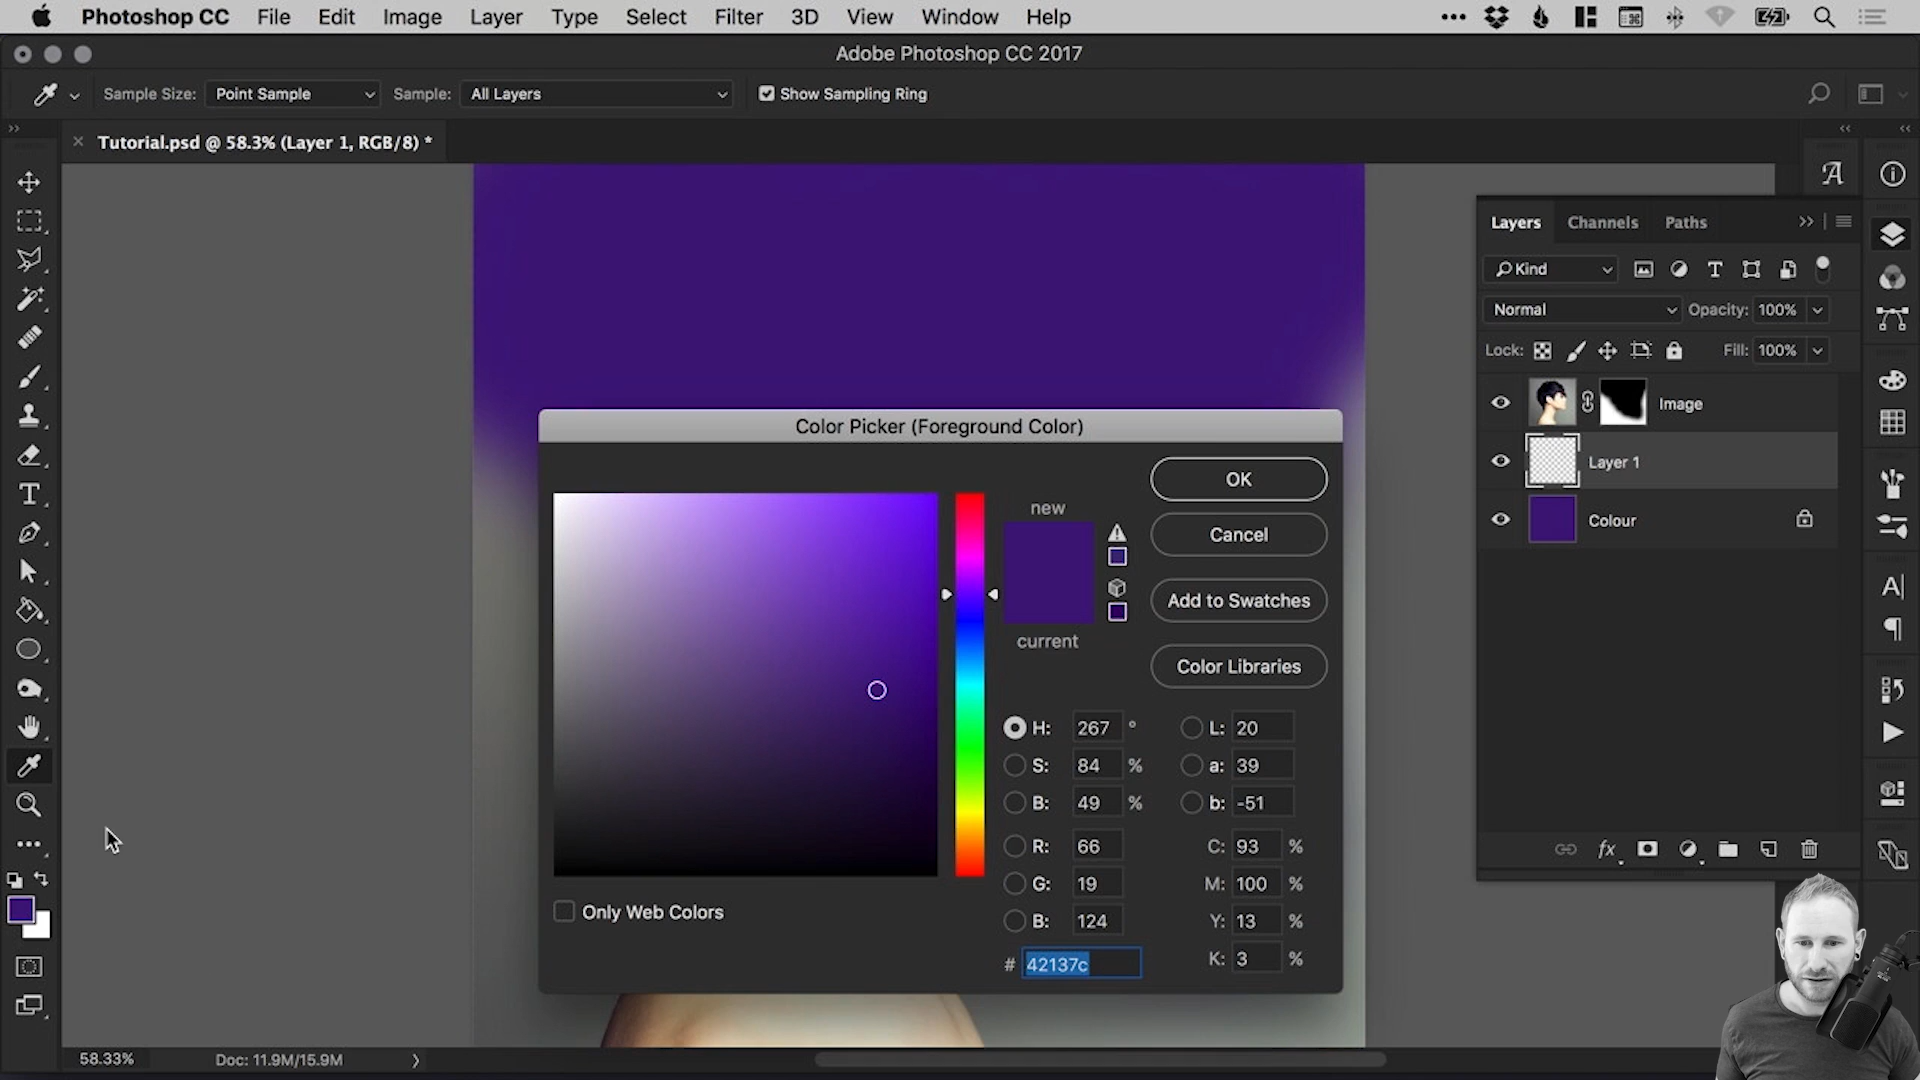 Photoshop CC File Edit Image Layer Type Select Filter 3D View Window Help
Adobe Photoshop CC 2017
Sample Size: Point Sample Sample: All Layers Show Sampling Ring
Tutorial.psd @ 58.3% (Layer 1, RGB/8) *
Layers Channels Paths
Kind
Normal Opacity: 100%
Lock: Fill: 100%
Image
Layer 1
Colour
Color Picker (Foreground Color)
new
current
OK
Cancel
Add to Swatches
Color Libraries
H: 267 ° L: 20
S: 84 % a: 39
B: 49 % b: -51
R: 66 C: 93 %
G: 19 M: 100 %
B: 124 Y: 13 %
# 42137c K: 3 %
Only Web Colors
58.33% Doc: 11.9M/15.9M